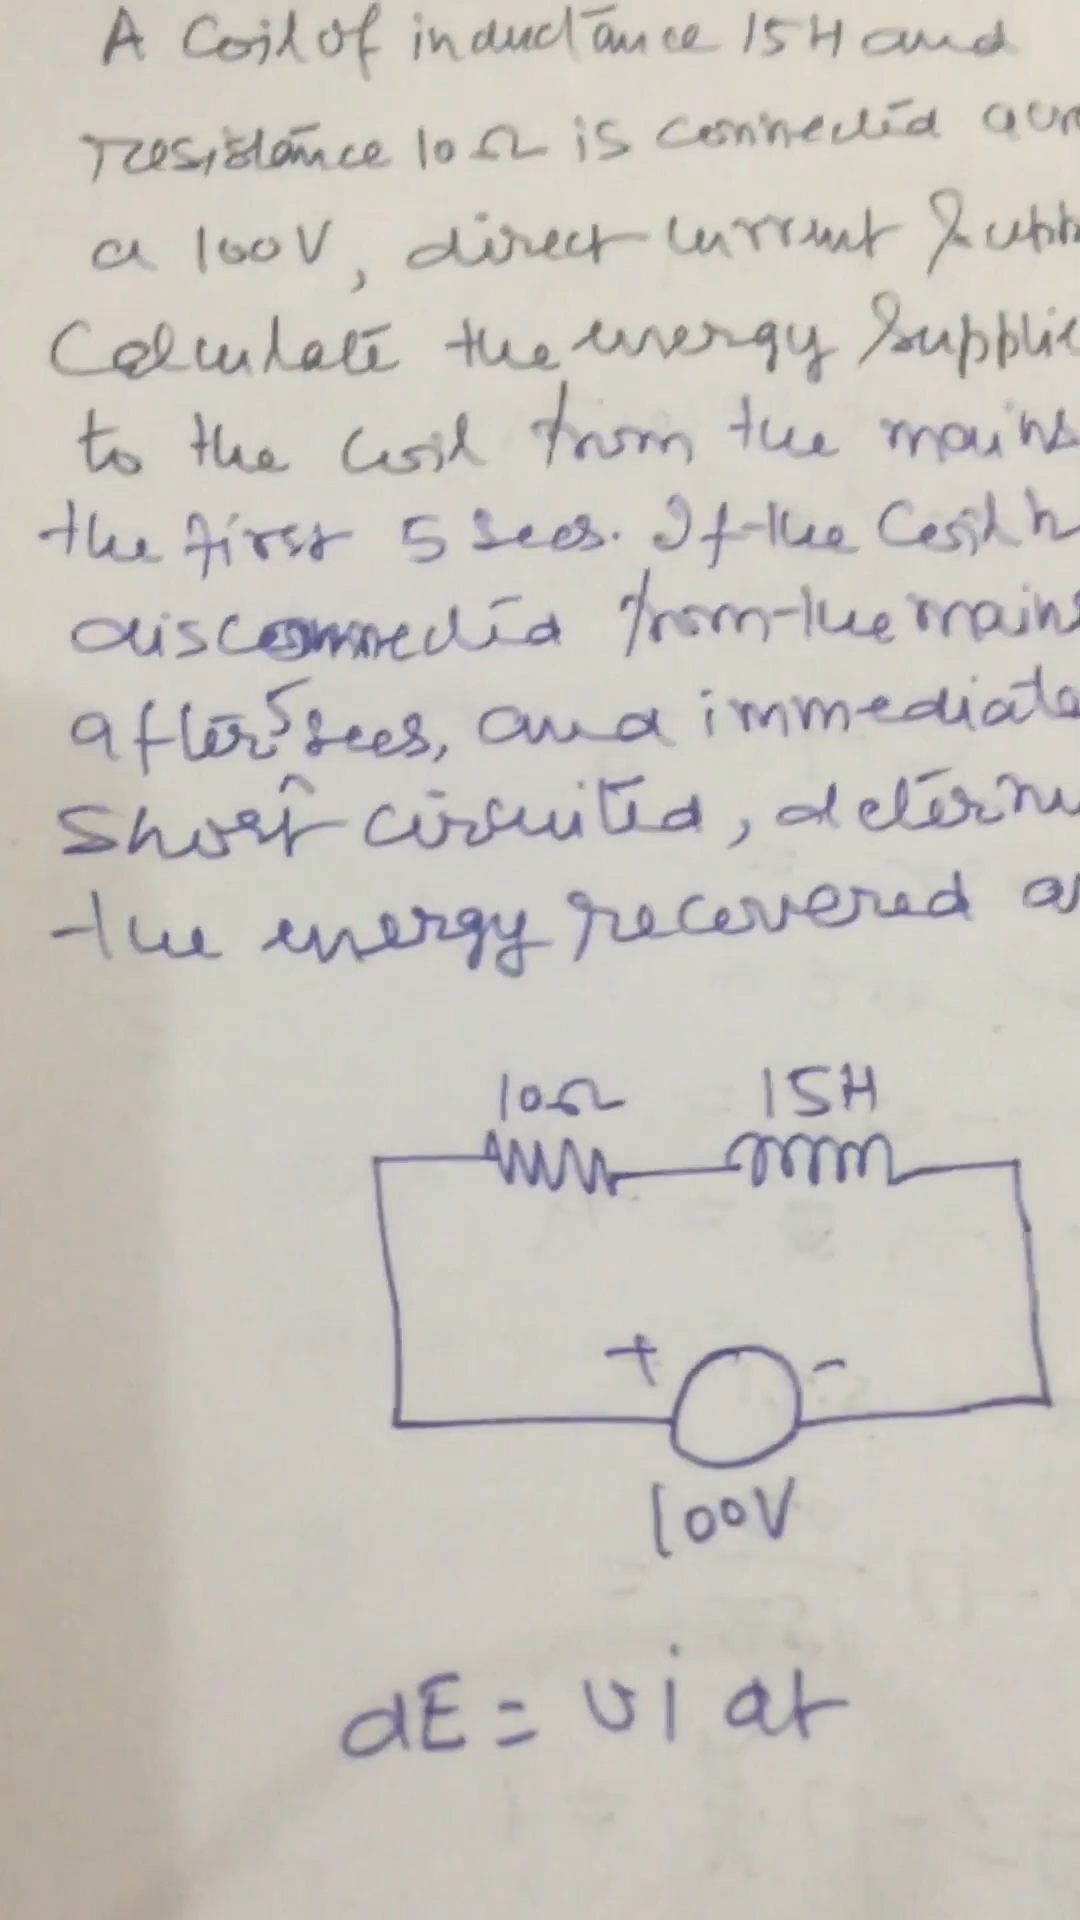 A Coil of inductance 15H and
resistance 10Ω is connected
a 100V, direct current
Calculate the energy
to the coil from the mains
the first 5 Secs. If the Coil
disconnected from the mains
after 5 secs, and
Short circuited,
the energy recovered
10Ω 15H
+ -
100V
dE = vi dt